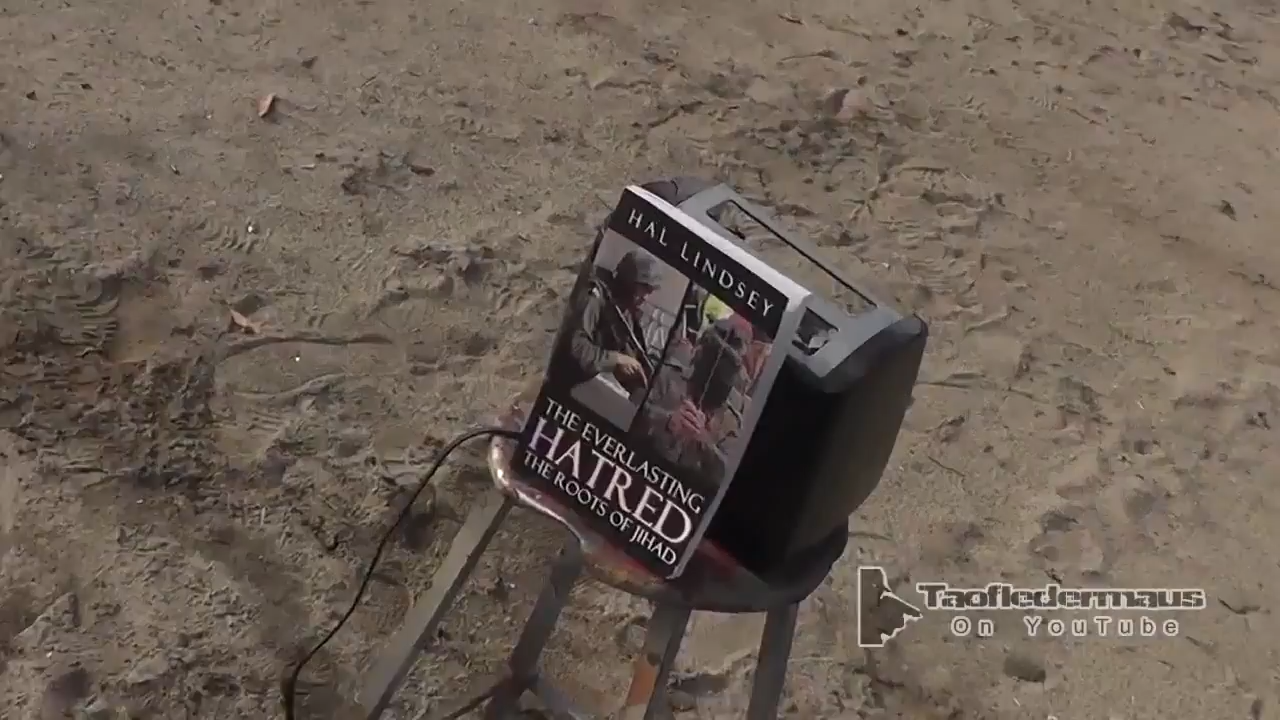 HAL LINDSEY
THE EVERLASTING
HATRED
THE ROOTS OF JIHAD
Taofledermaus
On YouTube